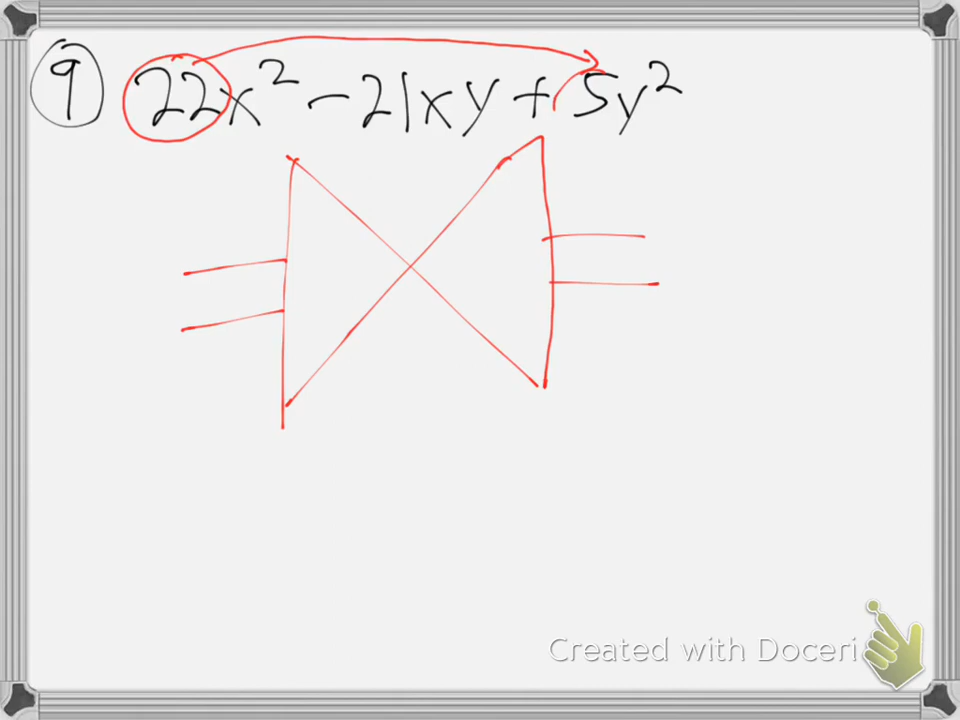 9 22x² - 21xy + 5y²
Created with Doceri